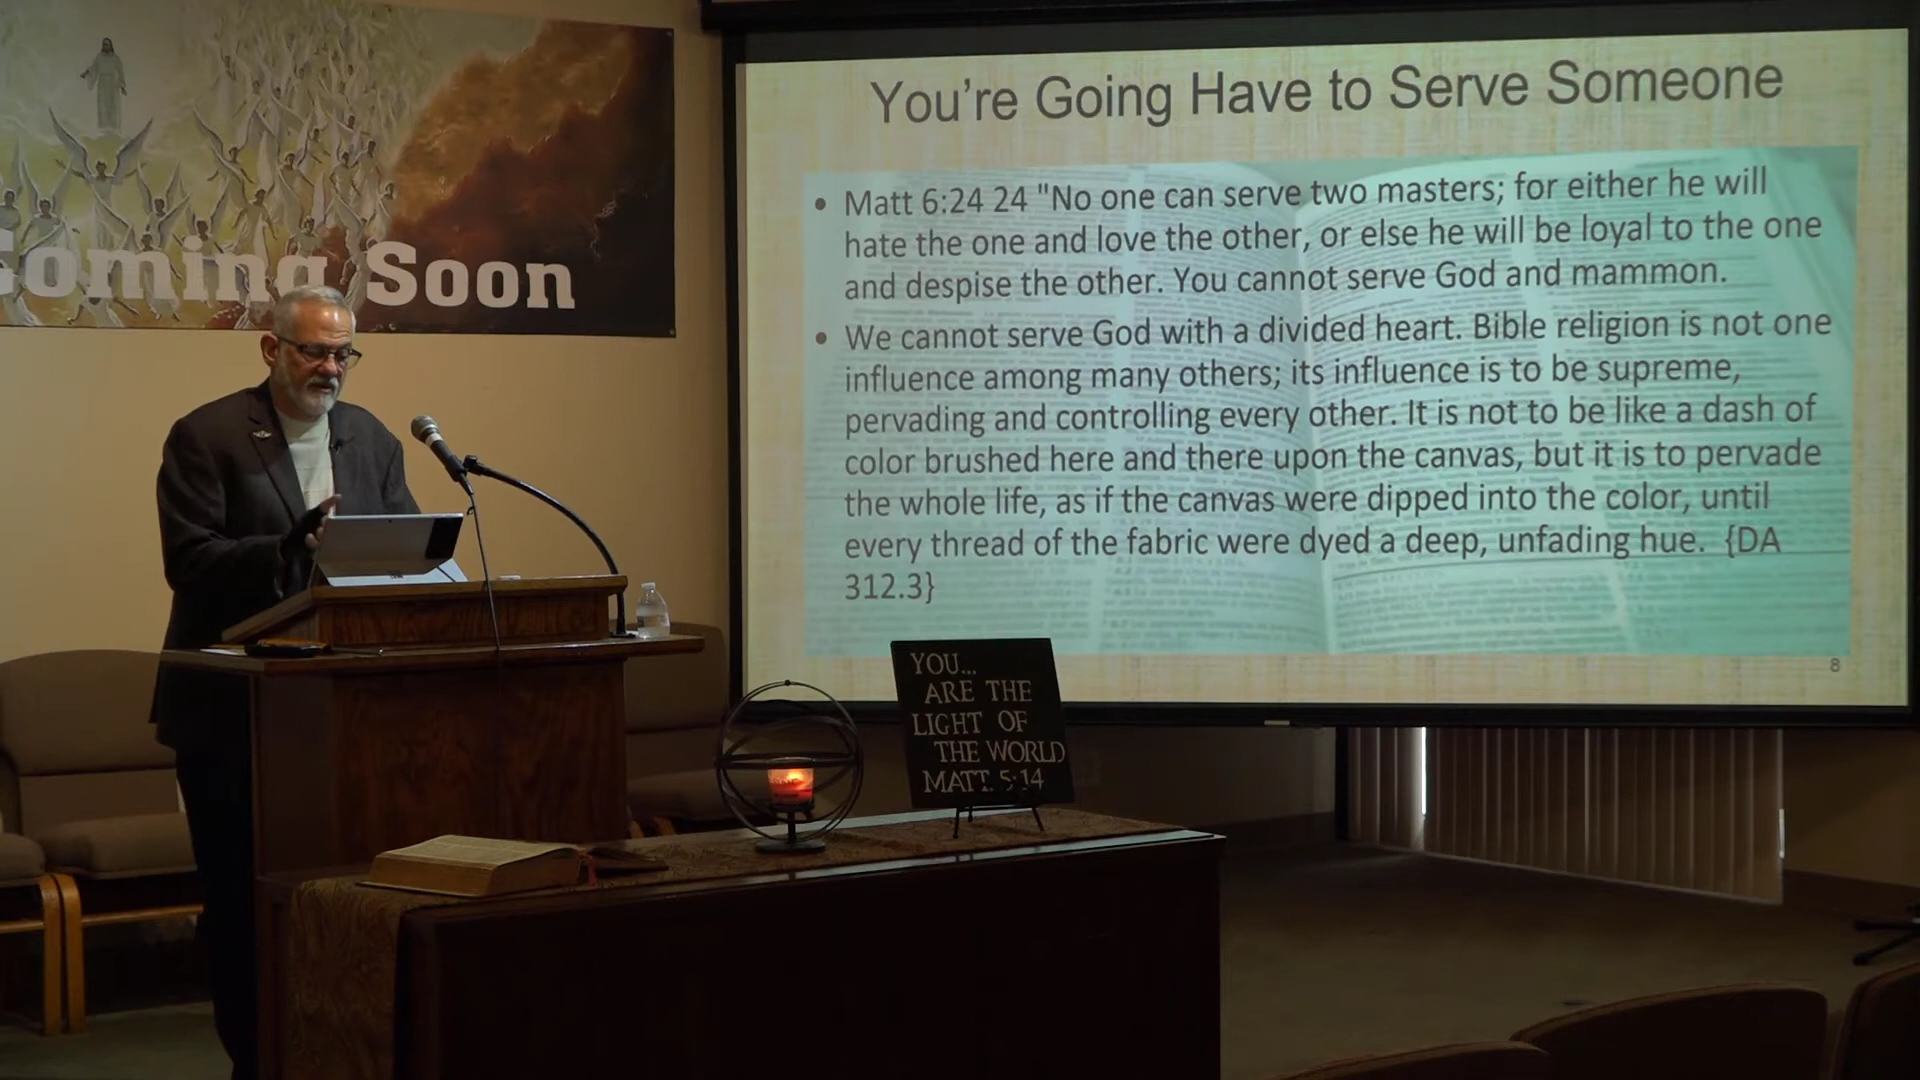 Coming Soon
You're Going Have to Serve Someone
• Matt 6:24 24 "No one can serve two masters; for either he will
hate the one and love the other, or else he will be loyal to the one
and despise the other. You cannot serve God and mammon.
• We cannot serve God with a divided heart. Bible religion is not one
influence among many others; its influence is to be supreme,
pervading and controlling every other. It is not to be like a dash of
color brushed here and there upon the canvas, but it is to pervade
the whole life, as if the canvas were dipped into the color, until
every thread of the fabric were dyed a deep, unfading hue. {DA
312.3}
8
YOU...
ARE THE
LIGHT OF
THE WORLD
MATT. 5:14